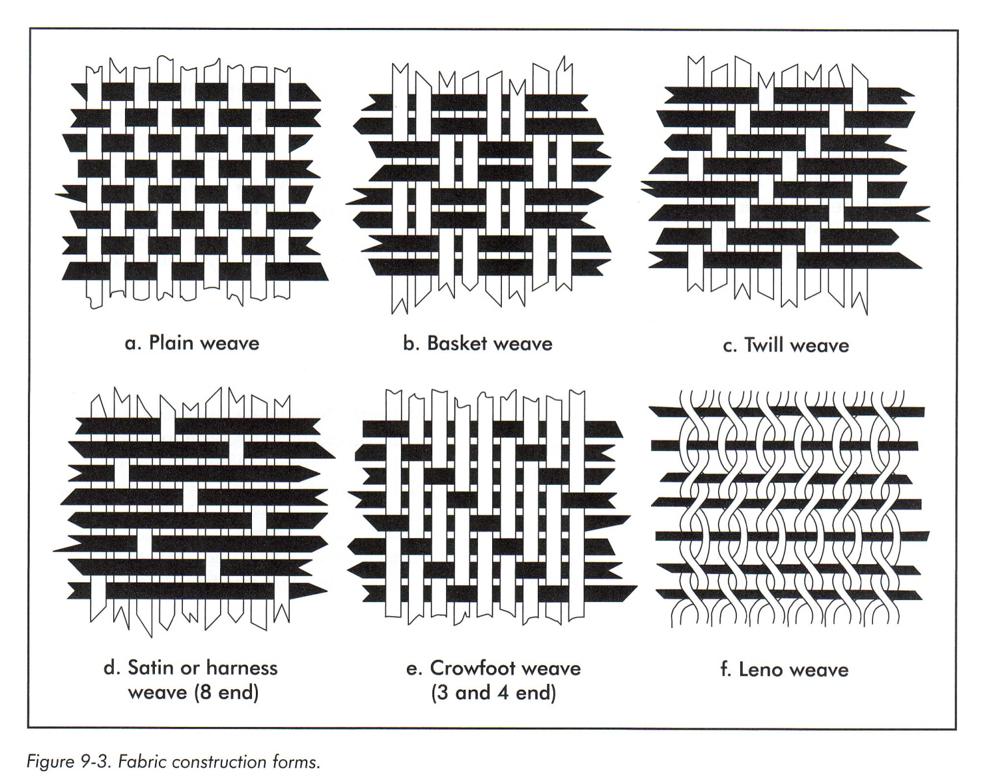 a. Plain weave
b. Basket weave
c. Twill weave
d. Satin or harness
weave (8 end)
e. Crowfoot weave
(3 and 4 end)
f. Leno weave
Figure 9-3. Fabric construction forms.